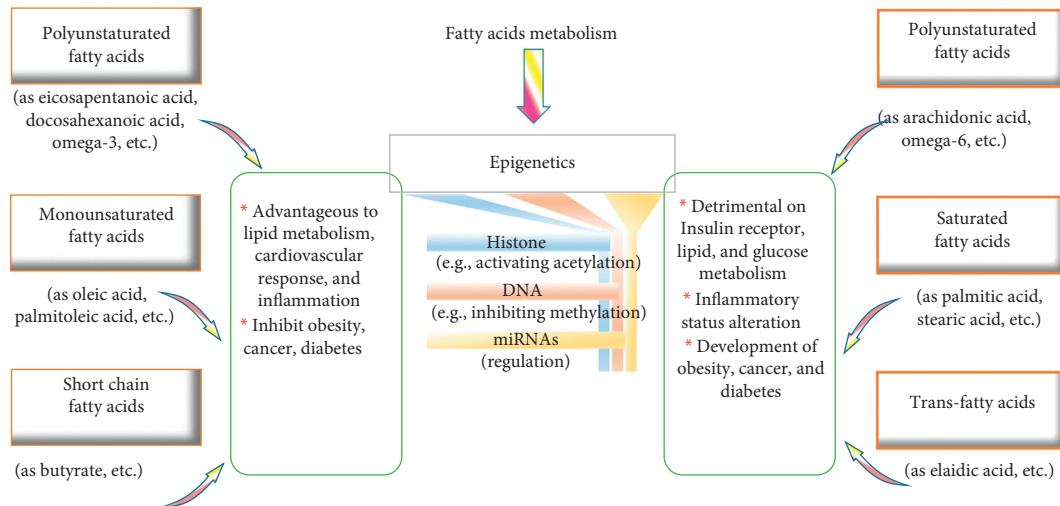 Polyunstaturated
fatty acids
(as eicosapentanoic acid,
docosahexanoic acid,
omega-3, etc.)
Monounsaturated
fatty acids
(as oleic acid,
palmitoleic acid, etc.)
Short chain
fatty acids
(as butyrate, etc.)
* Advantageous to
lipid metabolism,
cardiovascular
response, and
inflammation
* Inhibit obesity,
cancer, diabetes
Fatty acids metabolism
Epigenetics
Histone
(e.g., activating acetylation)
DNA
(e.g., inhibiting methylation)
miRNAs
(regulation)
* Detrimental on
Insulin receptor,
lipid, and glucose
metabolism
* Inflammatory
status alteration
* Development of
obesity, cancer, and
diabetes
Polyunstaturated
fatty acids
(as arachidonic acid,
omega-6, etc.)
Saturated
fatty acids
(as palmitic acid,
stearic acid, etc.)
Trans-fatty acids
(as elaidic acid, etc.)